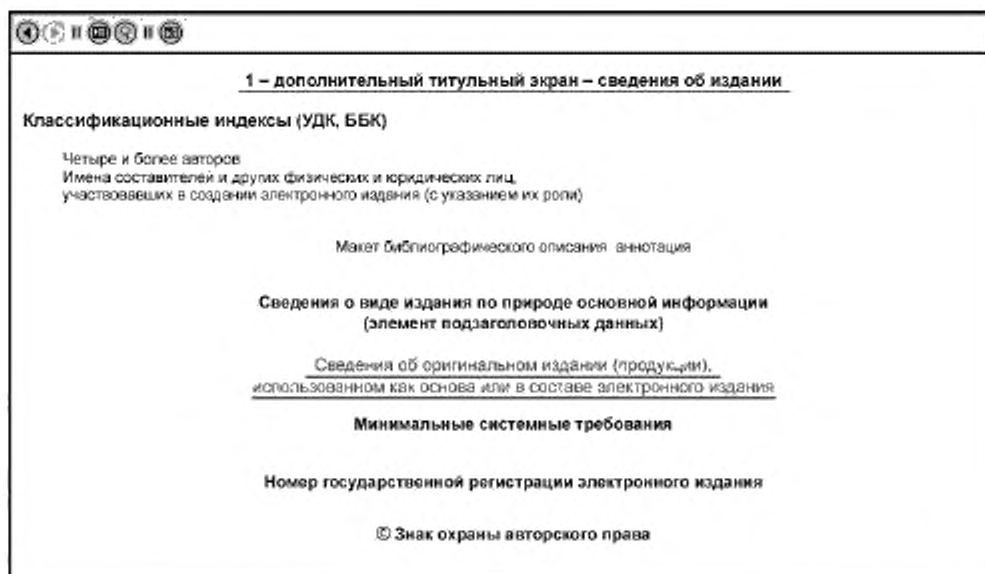 1 – дополнительный титульный экран – сведения об издании
Классификационные индексы (УДК, ББК)
Четыре и более авторов
Имена составителей и других физических и юридических лиц,
участвовавших в создании электронного издания (с указанием их роли)
Макет библиографического описания аннотация
Сведения о виде издания по природе основной информации
(элемент подзаголовочных данных)
Сведения об оригинальном издании (продукции),
использованном как основа или в составе электронного издания
Минимальные системные требования
Номер государственной регистрации электронного издания
© Знак охраны авторского права